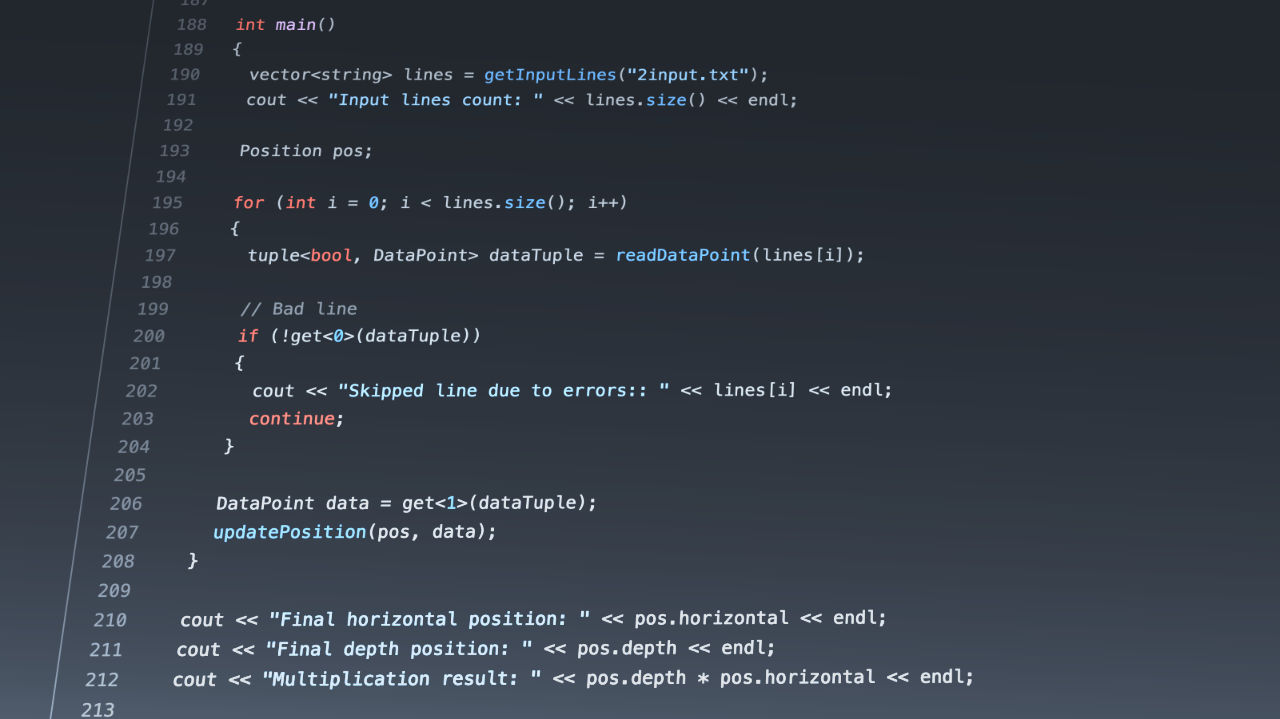 187
188 int main()
189 {
190 vector<string> lines = getInputLines("2input.txt");
191 cout << "Input lines count: " << lines.size() << endl;
192
193 Position pos;
194
195 for (int i = 0; i < lines.size(); i++)
196 {
197 tuple<bool, DataPoint> dataTuple = readDataPoint(lines[i]);
198
199 // Bad line
200 if (!get<0>(dataTuple))
201 {
202 cout << "Skipped line due to errors:: " << lines[i] << endl;
203 continue;
204 }
205
206 DataPoint data = get<1>(dataTuple);
207 updatePosition(pos, data);
208 }
209
210 cout << "Final horizontal position: " << pos.horizontal << endl;
211 cout << "Final depth position: " << pos.depth << endl;
212 cout << "Multiplication result: " << pos.depth * pos.horizontal << endl;
213